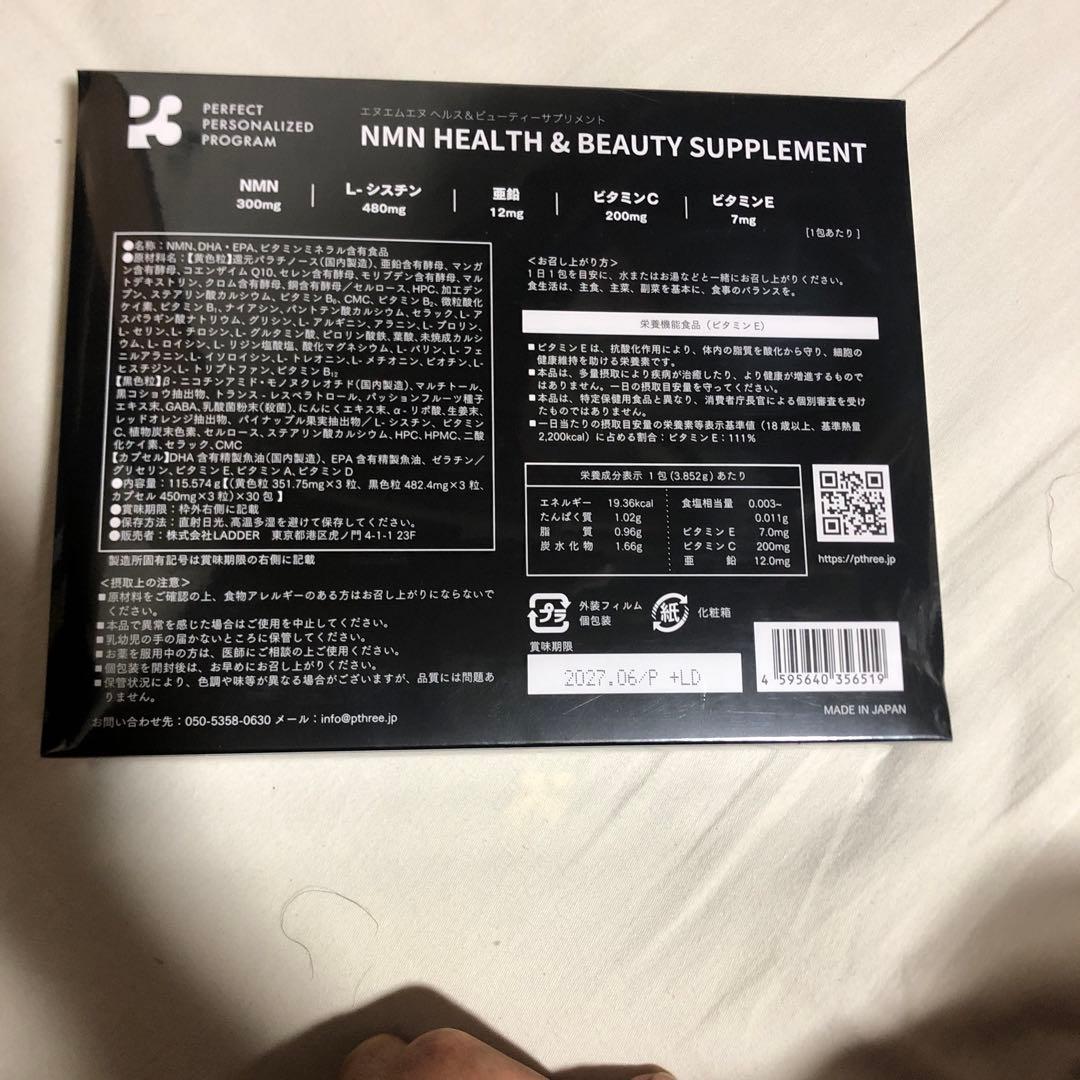 PERFECT
PERSONALIZED
PROGRAM
エヌエムエヌ ヘルス&ビューティーサプリメント
NMN HEALTH & BEAUTY SUPPLEMENT
NMN
300mg
L-シスチン
480mg
亜鉛
12mg
ビタミンC
200mg
ビタミンE
7mg
[1包あたり]
●名称:NMN、DHA・EPA、ビタミンミネラル含有食品
●原材料名:【黄色粒】還元パラチノース(国内製造)、亜鉛含有酵母、マンガ
ン含有酵母、コエンザイムQ10、セレン含有酵母、モリブデン含有酵母、マル
トデキストリン、クロム含有酵母、銅含有酵母/セルロース、HPC、加工デン
プン、ステアリン酸カルシウム、ビタミンB₆、CMC、ビタミンB₂、微粒酸化
ケイ素、ビタミンB₁、ナイアシン、パントテン酸カルシウム、セラック、L-ア
スパラギン酸ナトリウム、グリシン、L-アルギニン、アラニン、L-プロリン、
L-セリン、L-チロシン、L-グルタミン酸、ピロリン酸鉄、葉酸、未焼成カルシ
ウム、L-ロイシン、L-リジン塩酸塩、酸化マグネシウム、L-バリン、L-フェ
ニルアラニン、L-イソロイシン、L-トレオニン、L-メチオニン、ビオチン、L-
ヒスチジン、L-トリプトファン、ビタミンB₁₂
【黒色粒】β-ニコチンアミド・モノヌクレオチド(国内製造)、マルチトール、
黒コショウ抽出物、トランス-レスベラトロール、パッションフルーツ種子
エキス末、GABA、乳酸菌粉末(殺菌)、にんにくエキス末、α-リポ酸、生姜末、
レッドオレンジ抽出物、パイナップル果実抽出物/L-シスチン、ビタミン
C、植物炭末色素、セルロース、ステアリン酸カルシウム、HPC、HPMC、二酸
化ケイ素、セラック、CMC
【カプセル】DHA含有精製魚油(国内製造)、EPA含有精製魚油、ゼラチン/
グリセリン、ビタミンE、ビタミンA、ビタミンD
●内容量:115.574g【(黄色粒 351.75mg×3粒、黒色粒 482.4mg×3粒、
カプセル 450mg×3粒)×30包】
●賞味期限:枠外右側に記載
●保存方法:直射日光、高温多湿を避けて保存してください。
●販売者:株式会社LADDER 東京都港区虎ノ門4-1-1 23F
製造所固有記号は賞味期限の右側に記載
<摂取上の注意>
■原材料をご確認の上、食物アレルギーのある方はお召し上がりにならないで
ください。
■本品で異常を感じた場合はご使用を中止してください。
■乳幼児の手の届かないところに保管してください。
■お薬を服用中の方は、医師にご相談の上ご使用ください。
■個包装を開封後は、お早めにお召し上がりください。
■保管状況により、色調や味等が異なる場合がございますが、品質には問題あ
りません。
お問い合わせ先:050-5358-0630 メール:info@pthree.jp
<お召し上がり方>
1日1包を目安に、水またはお湯などと一緒にお召し上がりください。
食生活は、主食、主菜、副菜を基本に、食事のバランスを。
栄養機能食品(ビタミンE)
■ビタミンEは、抗酸化作用により、体内の脂質を酸化から守り、細胞の
健康維持を助ける栄養素です。
■本品は、多量摂取により疾病が治癒したり、より健康が増進するもので
はありません。一日の摂取目安量を守ってください。
■本品は、特定保健用食品と異なり、消費者庁長官による個別審査を受け
たものではありません。
■一日当たりの摂取目安量の栄養素等表示基準値(18歳以上、基準熱量
2,200kcal)に占める割合:ビタミンE:111%
栄養成分表示 1包(3.852g)あたり
エネルギー 19.36kcal
たんぱく質 1.02g
脂質 0.96g
炭水化物 1.66g
食塩相当量 0.003~
0.011g
ビタミンE 7.0mg
ビタミンC 200mg
亜鉛 12.0mg
https://pthree.jp
プラ
外装フィルム
個包装
紙
化粧箱
賞味期限
2027.06/P +LD
4 595640 356519
MADE IN JAPAN